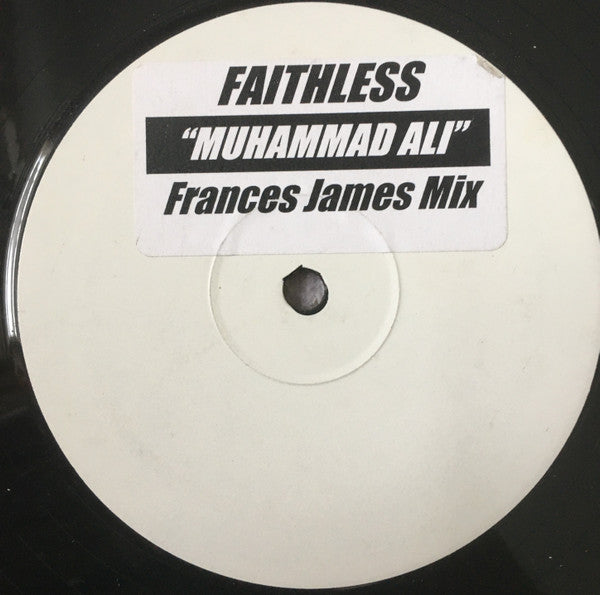 FAITHLESS
“MUHAMMAD ALI”
Frances James Mix